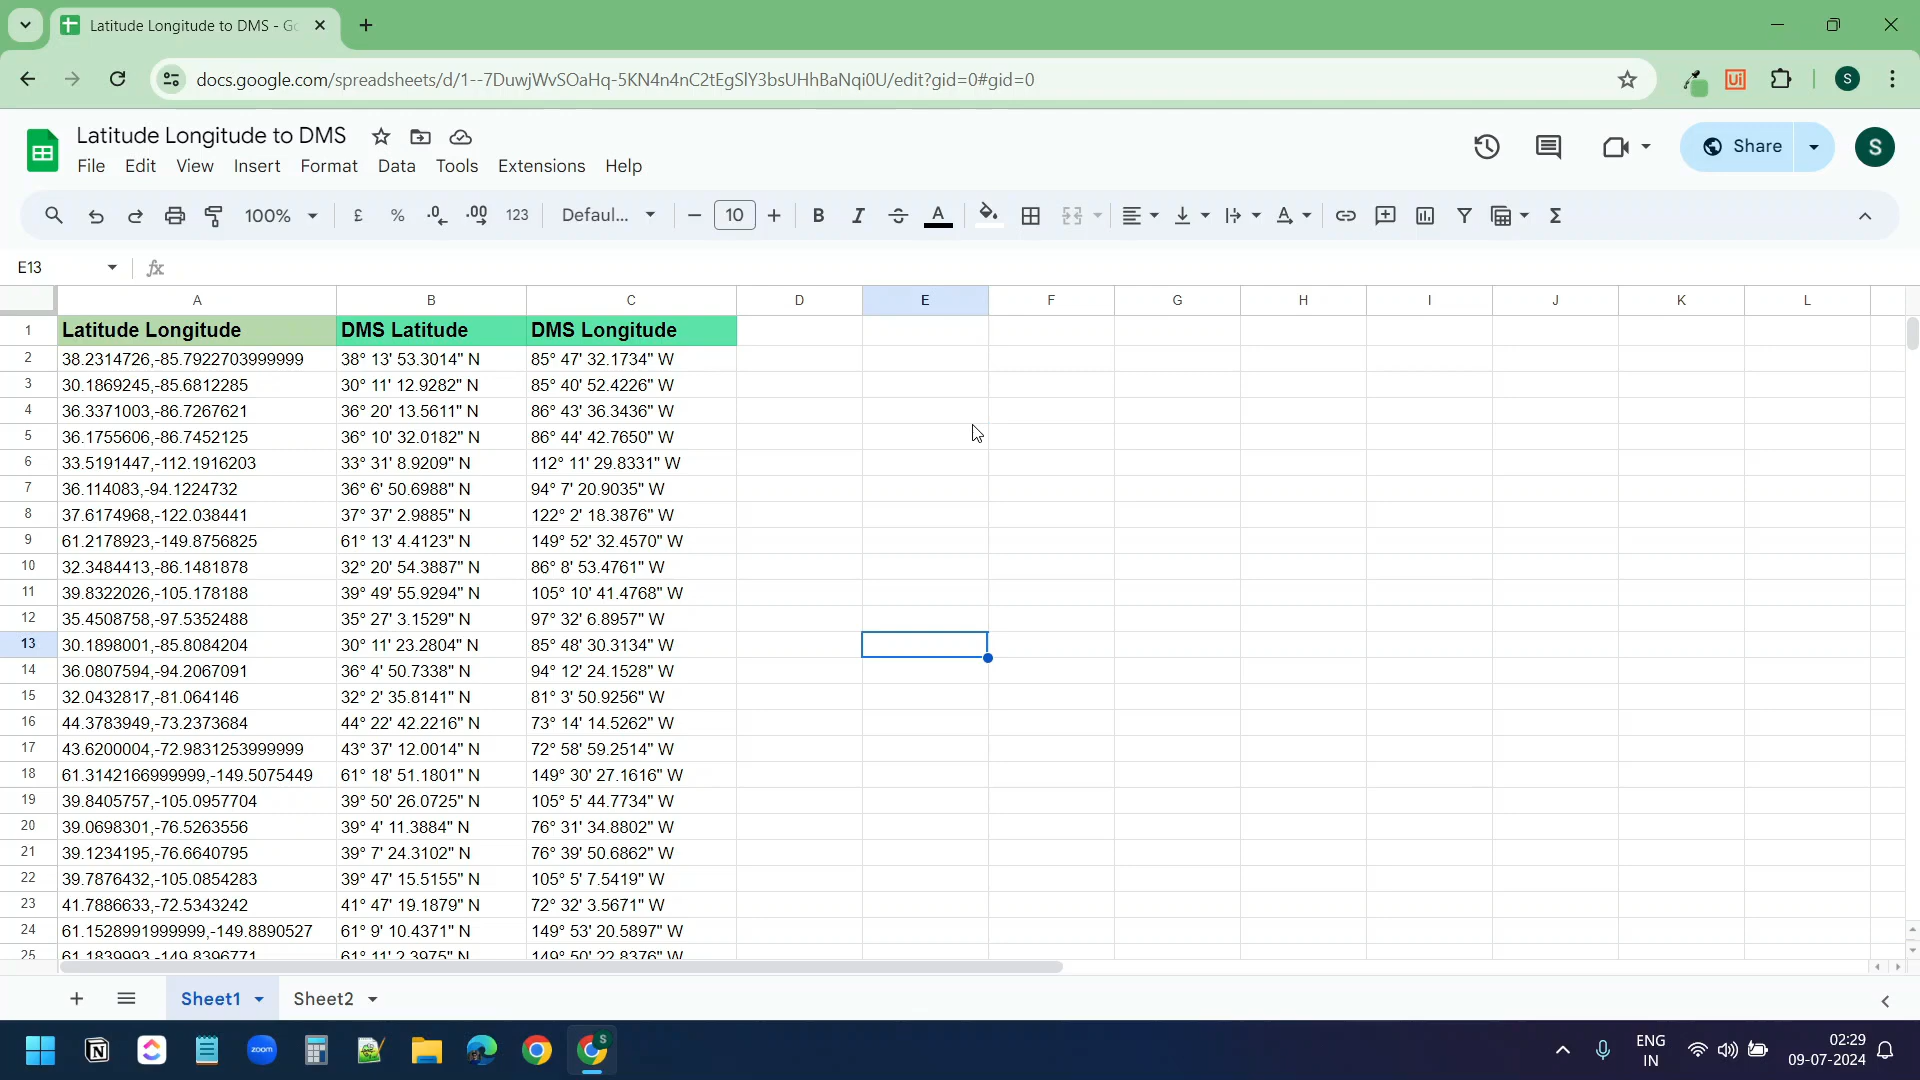 Latitude Longitude to DMS - Go
docs.google.com/spreadsheets/d/1--7DuwjWvSOaHq-5KN4n4nC2tEgSlY3bsUHhBaNqi0U/edit?gid=0#gid=0
S
Latitude Longitude to DMS
File Edit View Insert Format Data Tools Extensions Help
Share
S
100% £ % .0 .00 123 Defaul... 10 B I A
E13
A B C D E F G H I J K L
1 Latitude Longitude DMS Latitude DMS Longitude
2 38.2314726,-85.7922703999999 38° 13' 53.3014" N 85° 47' 32.1734" W
3 30.1869245,-85.6812285 30° 11' 12.9282" N 85° 40' 52.4226" W
4 36.3371003,-86.7267621 36° 20' 13.5611" N 86° 43' 36.3436" W
5 36.1755606,-86.7452125 36° 10' 32.0182" N 86° 44' 42.7650" W
6 33.5191447,-112.1916203 33° 31' 8.9209" N 112° 11' 29.8331" W
7 36.114083,-94.1224732 36° 6' 50.6988" N 94° 7' 20.9035" W
8 37.6174968,-122.038441 37° 37' 2.9885" N 122° 2' 18.3876" W
9 61.2178923,-149.8756825 61° 13' 4.4123" N 149° 52' 32.4570" W
10 32.3484413,-86.1481878 32° 20' 54.3887" N 86° 8' 53.4761" W
11 39.8322026,-105.178188 39° 49' 55.9294" N 105° 10' 41.4768" W
12 35.4508758,-97.5352488 35° 27' 3.1529" N 97° 32' 6.8957" W
13 30.1898001,-85.8084204 30° 11' 23.2804" N 85° 48' 30.3134" W
14 36.0807594,-94.2067091 36° 4' 50.7338" N 94° 12' 24.1528" W
15 32.0432817,-81.064146 32° 2' 35.8141" N 81° 3' 50.9256" W
16 44.3783949,-73.2373684 44° 22' 42.2216" N 73° 14' 14.5262" W
17 43.6200004,-72.9831253999999 43° 37' 12.0014" N 72° 58' 59.2514" W
18 61.3142166999999,-149.5075449 61° 18' 51.1801" N 149° 30' 27.1616" W
19 39.8405757,-105.0957704 39° 50' 26.0725" N 105° 5' 44.7734" W
20 39.0698301,-76.5263556 39° 4' 11.3884" N 76° 31' 34.8802" W
21 39.1234195,-76.6640795 39° 7' 24.3102" N 76° 39' 50.6862" W
22 39.7876432,-105.0854283 39° 47' 15.5155" N 105° 5' 7.5419" W
23 41.7886633,-72.5343242 41° 47' 19.1879" N 72° 32' 3.5671" W
24 61.1528991999999,-149.8890527 61° 9' 10.4371" N 149° 53' 20.5897" W
25 61.1839993,-149.8396771 61° 11' 2.3975" N 149° 50' 22.8376" W
Sheet1 Sheet2
zoom
S
ENG
IN
02:29
09-07-2024